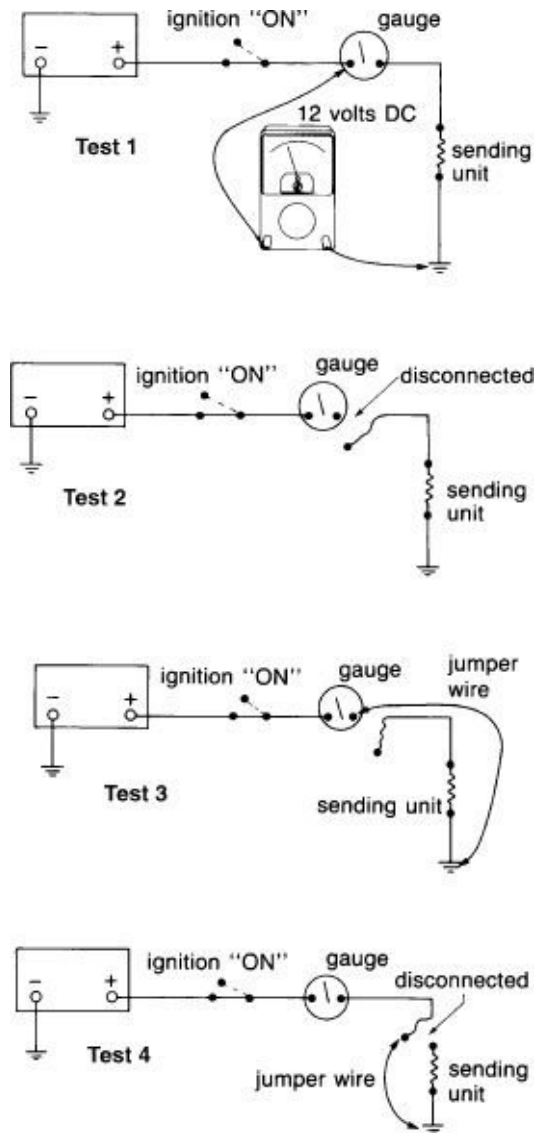 ignition "ON"
gauge
- +
12 volts DC
Test 1
sending
unit
gauge
ignition "ON"
disconnected
- +
Test 2
sending
unit
jumper
wire
ignition "ON"
gauge
- +
Test 3
sending unit
ignition "ON"
gauge
disconnected
- +
Test 4
jumper wire
sending
unit